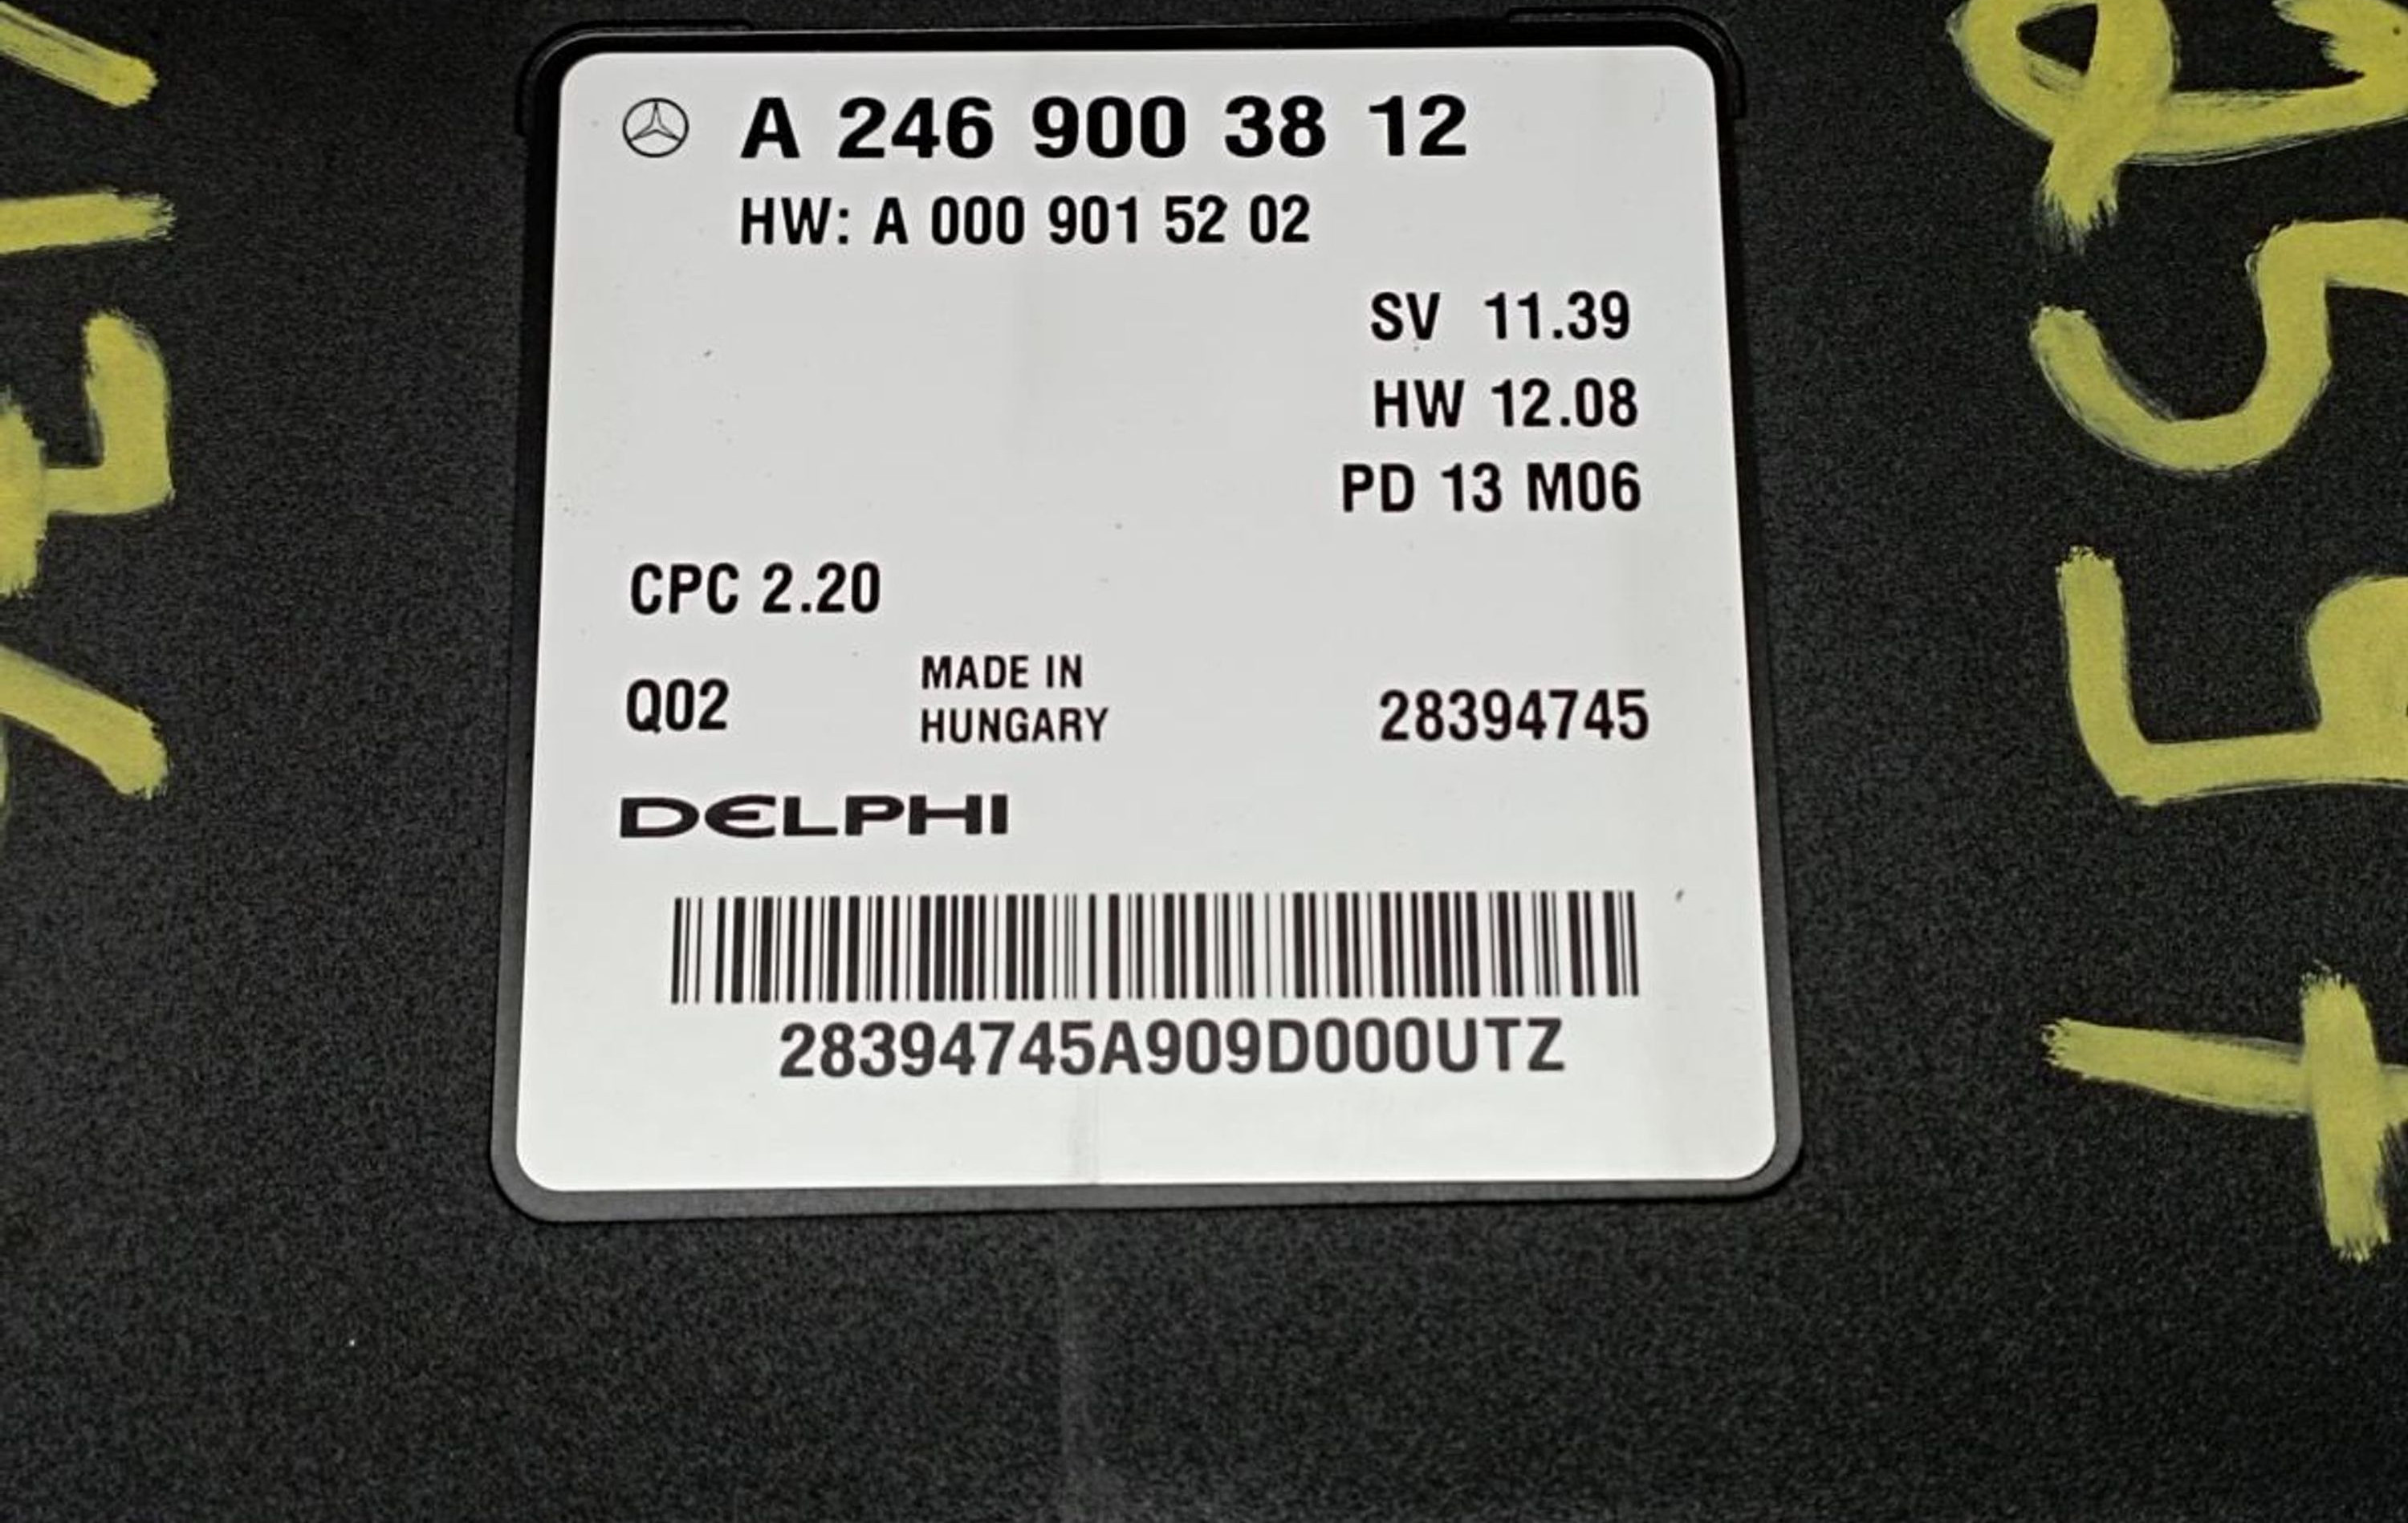 A 246 900 38 12
HW: A 000 901 52 02
SV 11.39
HW 12.08
PD 13 M06
CPC 2.20
Q02
MADE IN
HUNGARY
28394745
DELPHI
28394745A909D000UTZ